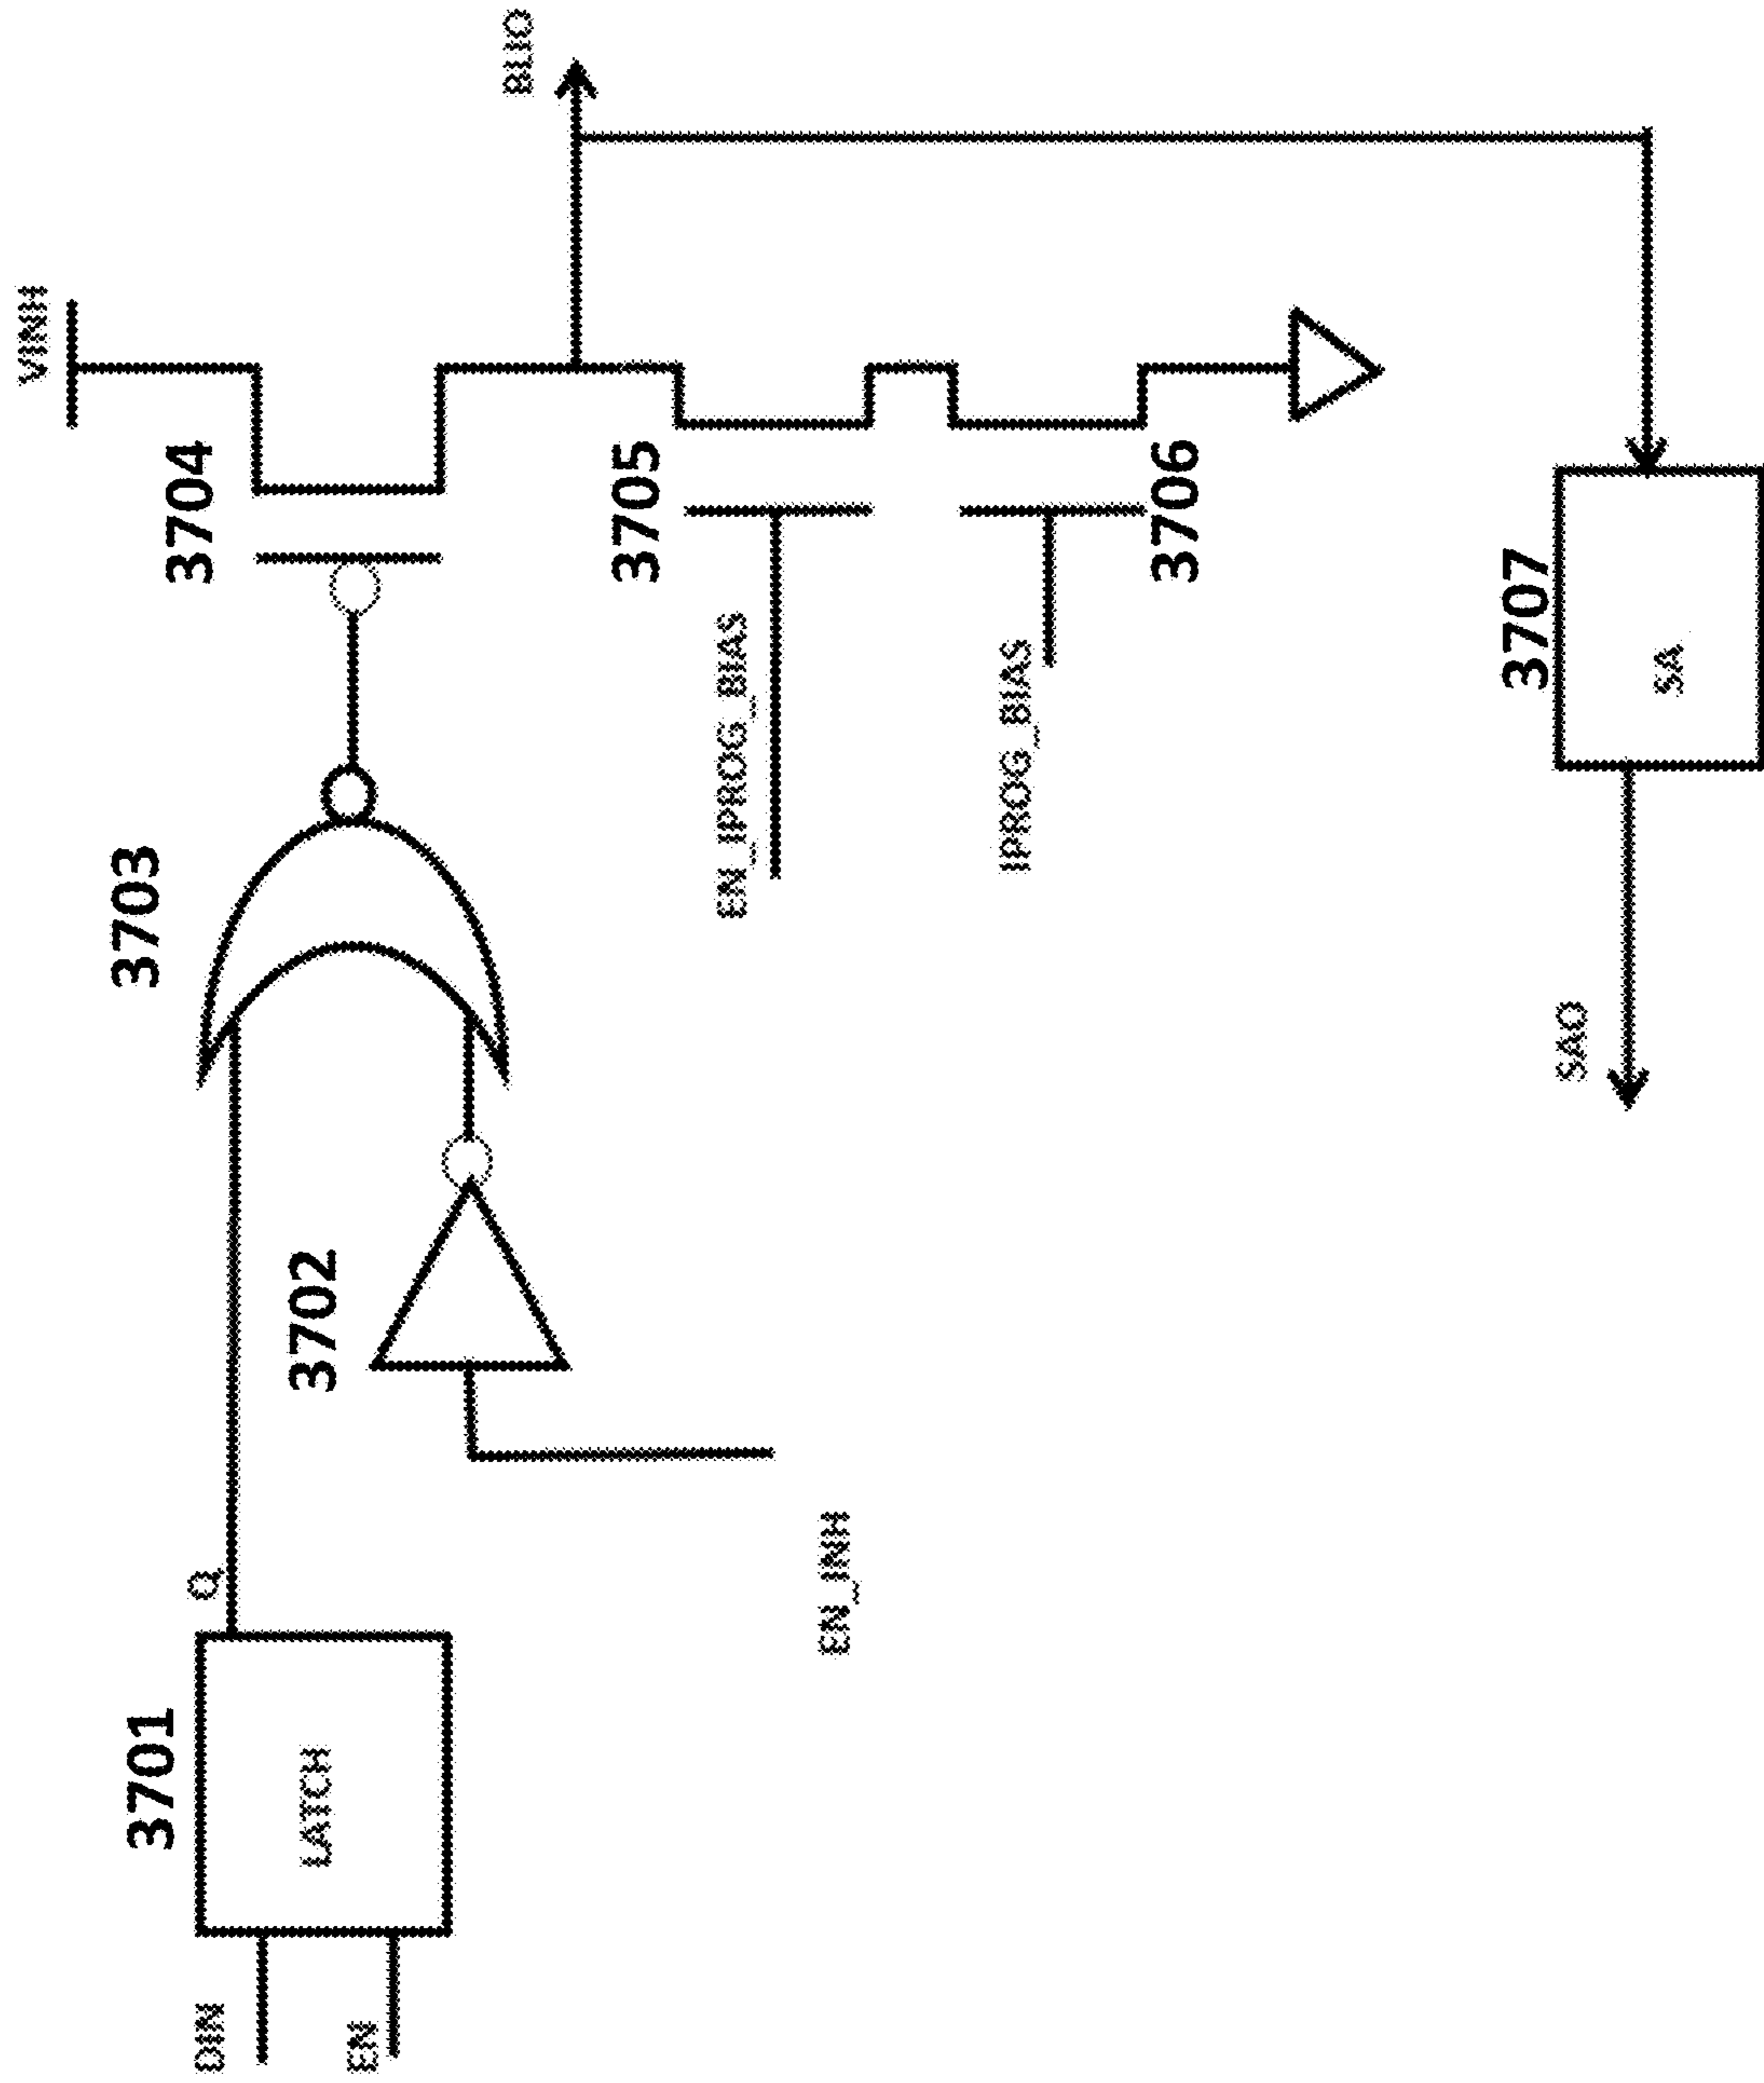 VINH
BLIO
3704
3703
3702
3701
Q
LATCH
DIN
EN
EN_INH
3705
EN_IPROG_BIAS
IPROG_BIAS
3706
3707
SA
SAO